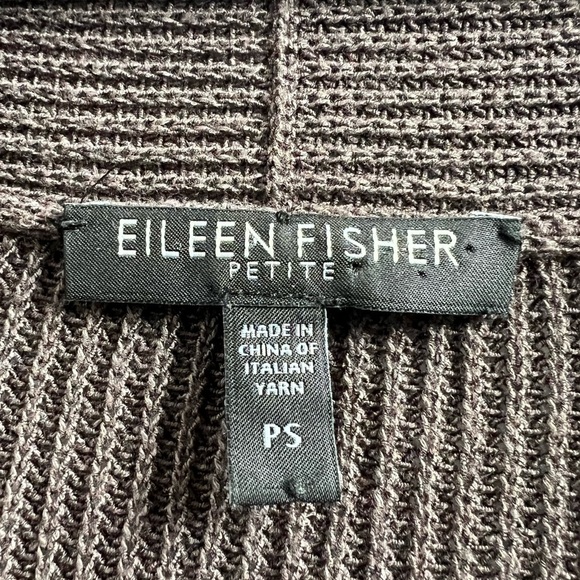 EILEEN FISHER
PETITE
MADE IN
CHINA OF
ITALIAN
YARN
PS